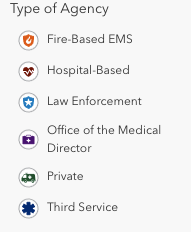 Type of Agency
Fire-Based EMS
Hospital-Based
Law Enforcement
Office of the Medical
Director
Private
Third Service